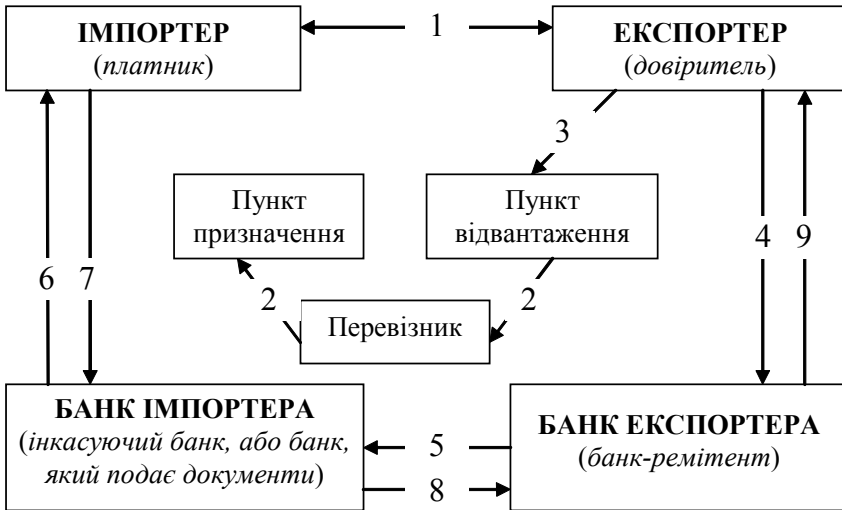 ІМПОРТЕР
(платник)
1
ЕКСПОРТЕР
(довіритель)
3
Пункт
призначення
Пункт
відвантаження
6
7
4
9
2
2
Перевізник
БАНК ІМПОРТЕРА
(інкасуючий банк, або банк,
який подає документи)
5
8
БАНК ЕКСПОРТЕРА
(банк-ремітент)